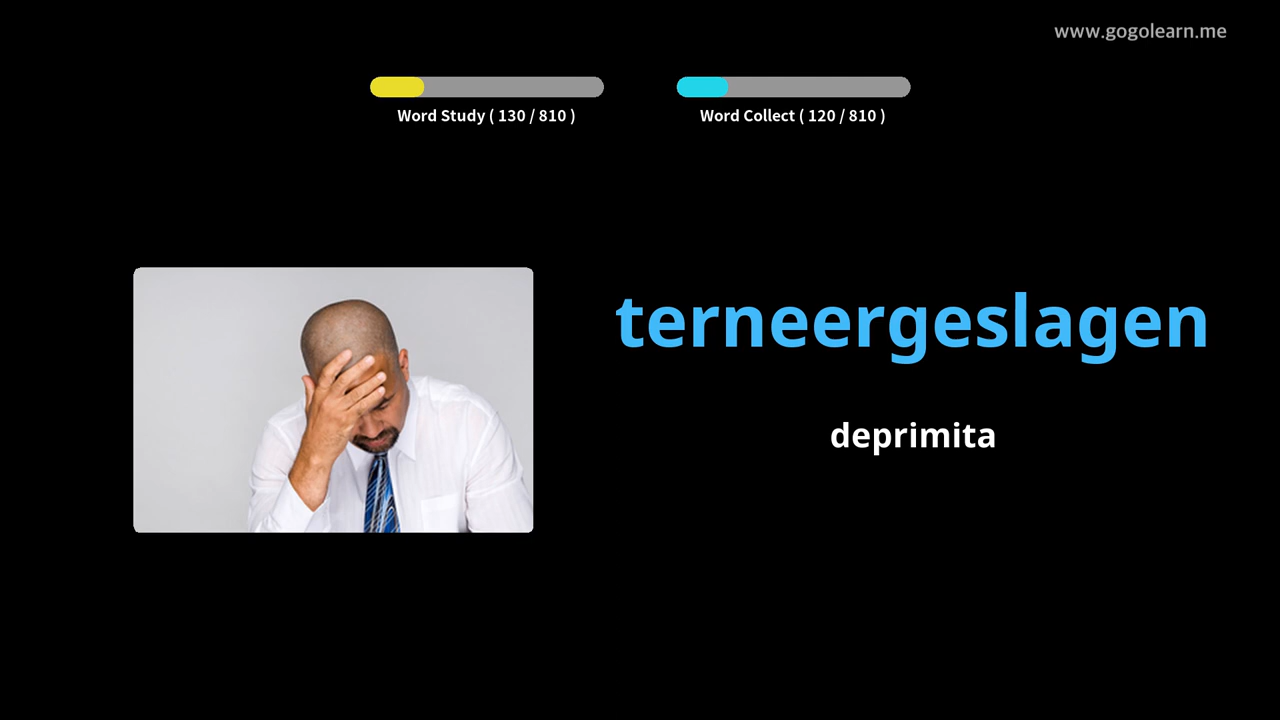 www.gogolearn.me
Word Study ( 130 / 810 )
Word Collect ( 120 / 810 )
terneergeslagen
deprimita